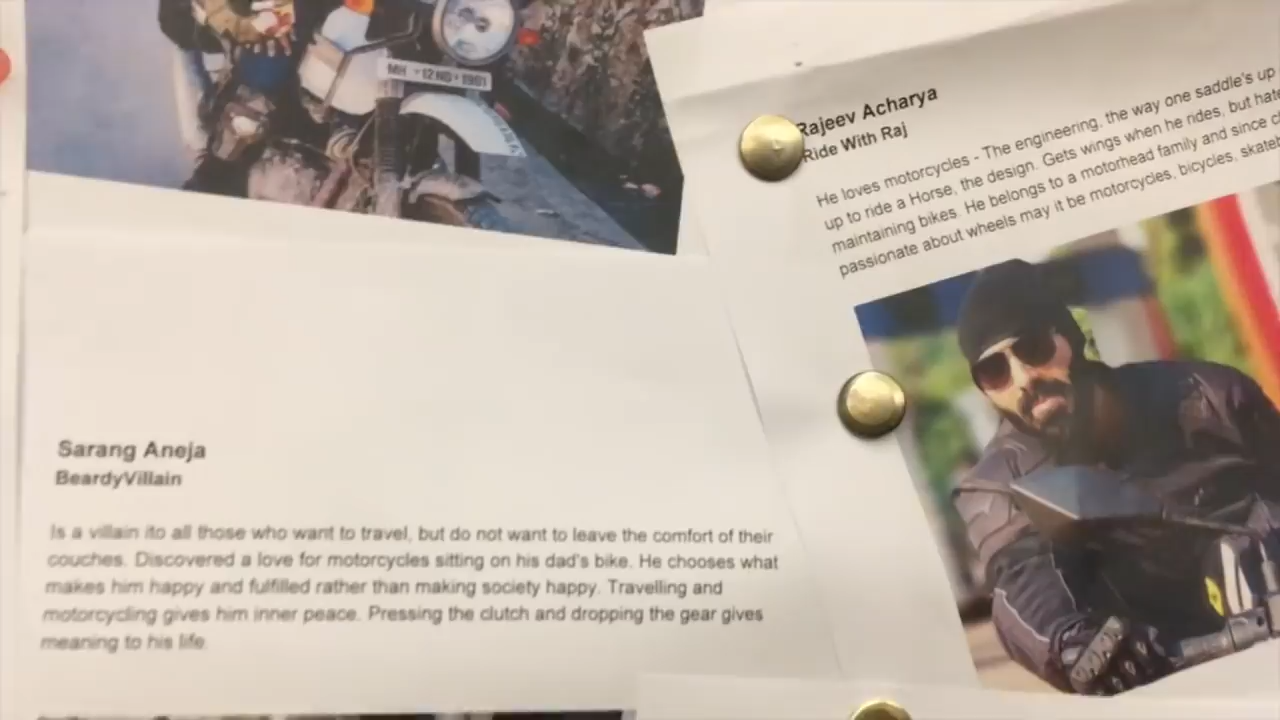 MH-12NG-1961
Rajeev Acharya
Ride With Raj
He loves motorcycles - The engineering, the way one saddle's up
up to ride a Horse, the design. Gets wings when he rides, but hate
maintaining bikes. He belongs to a motorhead family and since c
passionate about wheels may it be motorcycles, bicycles, skateb
Sarang Aneja
BeardyVillain
Is a villain ito all those who want to travel, but do not want to leave the comfort of their
couches. Discovered a love for motorcycles sitting on his dad's bike. He chooses what
makes him happy and fulfilled rather than making society happy. Travelling and
motorcycling gives him inner peace. Pressing the clutch and dropping the gear gives
meaning to his life.